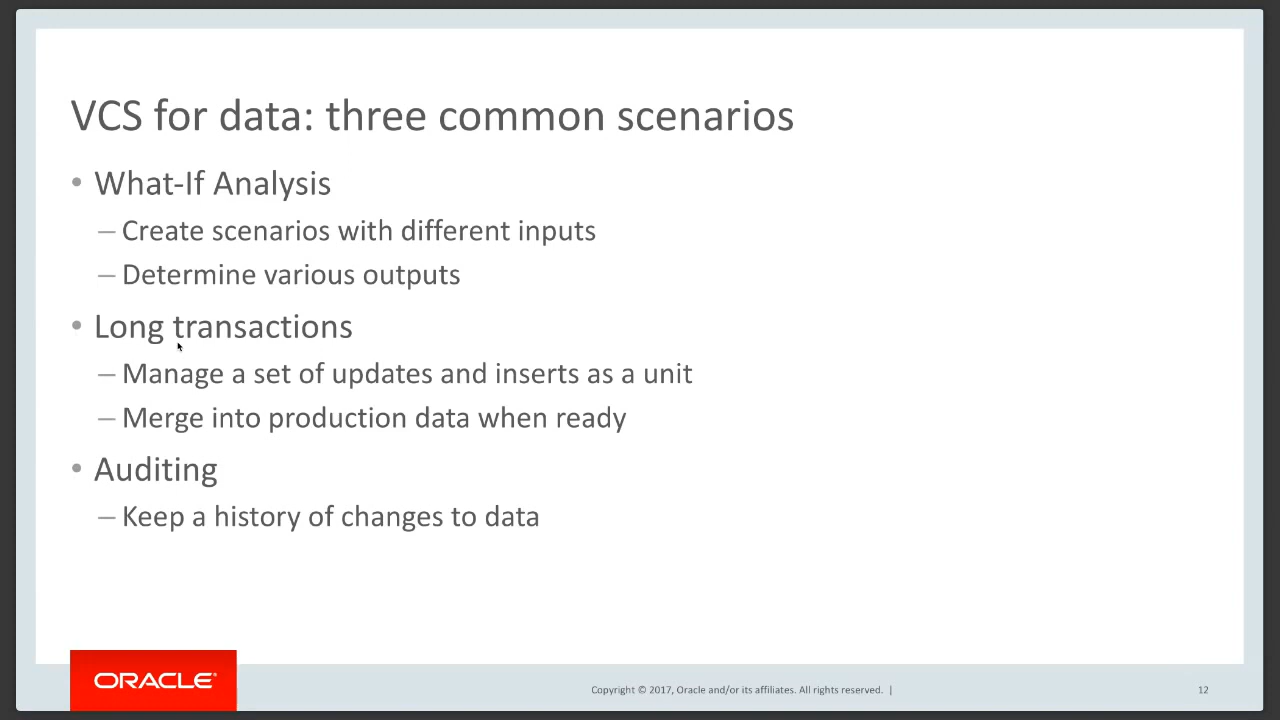 VCS for data: three common scenarios
• What-If Analysis
– Create scenarios with different inputs
– Determine various outputs
• Long transactions
– Manage a set of updates and inserts as a unit
– Merge into production data when ready
• Auditing
– Keep a history of changes to data
ORACLE®
Copyright © 2017, Oracle and/or its affiliates. All rights reserved. |
12